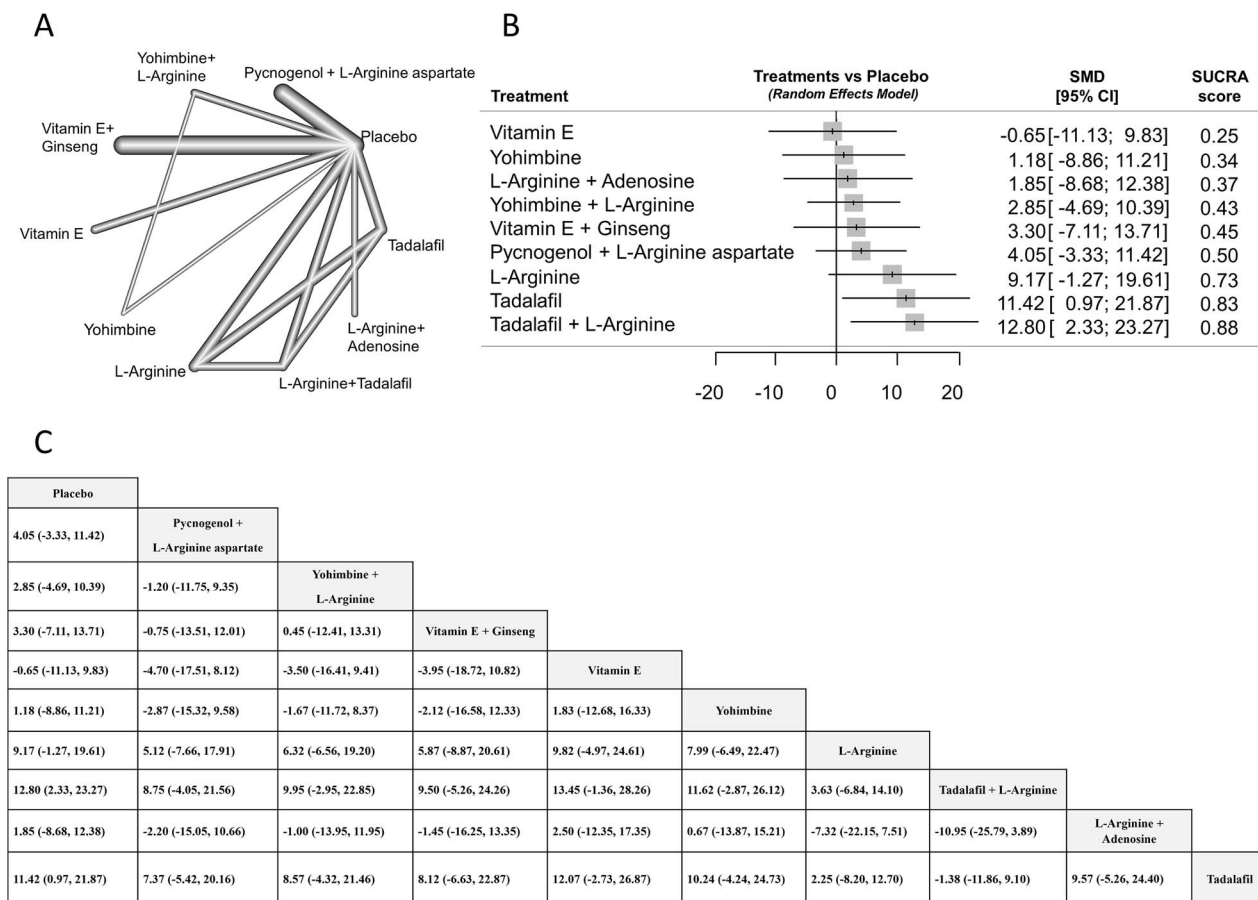 A
Yohimbine+
L-Arginine
Pycnogenol + L-Arginine aspartate
Vitamin E+
Ginseng
Placebo
Vitamin E
Tadalafil
Yohimbine
L-Arginine+
Adenosine
L-Arginine
L-Arginine+Tadalafil
B
Treatments vs Placebo SMD SUCRA
Treatment (Random Effects Model) [95% CI] score
Vitamin E -0.65 [-11.13; 9.83] 0.25
Yohimbine 1.18 [ -8.86; 11.21] 0.34
L-Arginine + Adenosine 1.85 [ -8.68; 12.38] 0.37
Yohimbine + L-Arginine 2.85 [ -4.69; 10.39] 0.43
Vitamin E + Ginseng 3.30 [ -7.11; 13.71] 0.45
Pycnogenol + L-Arginine aspartate 4.05 [ -3.33; 11.42] 0.50
L-Arginine 9.17 [ -1.27; 19.61] 0.73
Tadalafil 11.42 [ 0.97; 21.87] 0.83
Tadalafil + L-Arginine 12.80 [ 2.33; 23.27] 0.88
-20 -10 0 10 20
C
Placebo
4.05 (-3.33, 11.42) Pycnogenol +
L-Arginine aspartate
2.85 (-4.69, 10.39) -1.20 (-11.75, 9.35) Yohimbine +
L-Arginine
3.30 (-7.11, 13.71) -0.75 (-13.51, 12.01) 0.45 (-12.41, 13.31) Vitamin E + Ginseng
-0.65 (-11.13, 9.83) -4.70 (-17.51, 8.12) -3.50 (-16.41, 9.41) -3.95 (-18.72, 10.82) Vitamin E
1.18 (-8.86, 11.21) -2.87 (-15.32, 9.58) -1.67 (-11.72, 8.37) -2.12 (-16.58, 12.33) 1.83 (-12.68, 16.33) Yohimbine
9.17 (-1.27, 19.61) 5.12 (-7.66, 17.91) 6.32 (-6.56, 19.20) 5.87 (-8.87, 20.61) 9.82 (-4.97, 24.61) 7.99 (-6.49, 22.47) L-Arginine
12.80 (2.33, 23.27) 8.75 (-4.05, 21.56) 9.95 (-2.95, 22.85) 9.50 (-5.26, 24.26) 13.45 (-1.36, 28.26) 11.62 (-2.87, 26.12) 3.63 (-6.84, 14.10) Tadalafil + L-Arginine
1.85 (-8.68, 12.38) -2.20 (-15.05, 10.66) -1.00 (-13.95, 11.95) -1.45 (-16.25, 13.35) 2.50 (-12.35, 17.35) 0.67 (-13.87, 15.21) -7.32 (-22.15, 7.51) -10.95 (-25.79, 3.89) L-Arginine +
Adenosine
11.42 (0.97, 21.87) 7.37 (-5.42, 20.16) 8.57 (-4.32, 21.46) 8.12 (-6.63, 22.87) 12.07 (-2.73, 26.87) 10.24 (-4.24, 24.73) 2.25 (-8.20, 12.70) -1.38 (-11.86, 9.10) 9.57 (-5.26, 24.40) Tadalafil